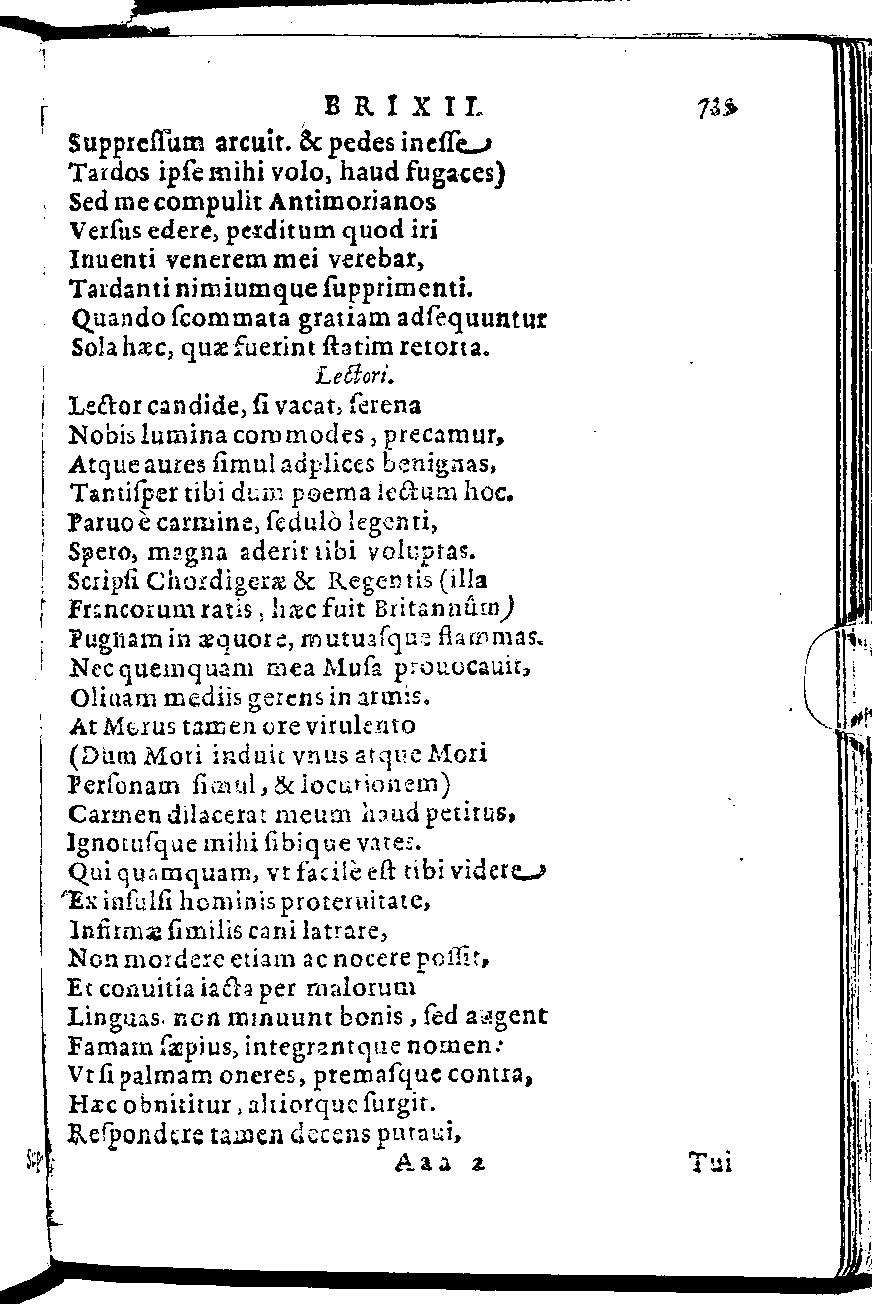 BRIXII. 739
Suppreſſum arcuit. & pedes ineſſe
Tardos ipſe mihi volo, haud fugaces)
Sed me compulit Antimorianos
Verſus edere, perditum quod iri
Inuenti venerem mei verebar,
Tardanti nimiumque ſupprimenti.
Quando ſcommata gratiam adſequuntur
Sola hæc, quæ fuerint ſtatim retorta.
Lectori.
Lector candide, ſi vacat, ſerena
Nobis lumina commodes, precamur,
Atque aures ſimul adplices benignas,
Tantiſper tibi dum poema lectum hoc.
Paruo è carmine, ſedulò legenti,
Spero, magna aderit tibi voluptas.
Scripſi Chordigeræ & Regentis (illa
Francorum ratis, hæc fuit Britannûm)
Pugnam in æquore, mutuaſque flammas.
Nec quemquam mea Muſa prouocauit,
Oliuam mediis gerens in armis.
At Morus tamen ore virulento
(Dum Mori induit vnus atque Mori
Perſonam ſimul, & locutionem)
Carmen dilacerat meum haud petitus,
Ignotuſque mihi ſibique vates.
Qui quamquam, vt facilè eſt tibi videre
Ex inſulſi hominis proteruitate,
Infirmæ ſimilis cani latrare,
Non mordere etiam ac nocere poſſit,
Et conuitia iacta per malorum
Linguas. non minuunt bonis, ſed augent
Famam ſæpius, integrantque nomen:
Vt ſi palmam oneres, premaſque contra,
Hæc obnititur, altiorque ſurgit.
Reſpondere tamen decens putaui,
Aaa 2 Tui